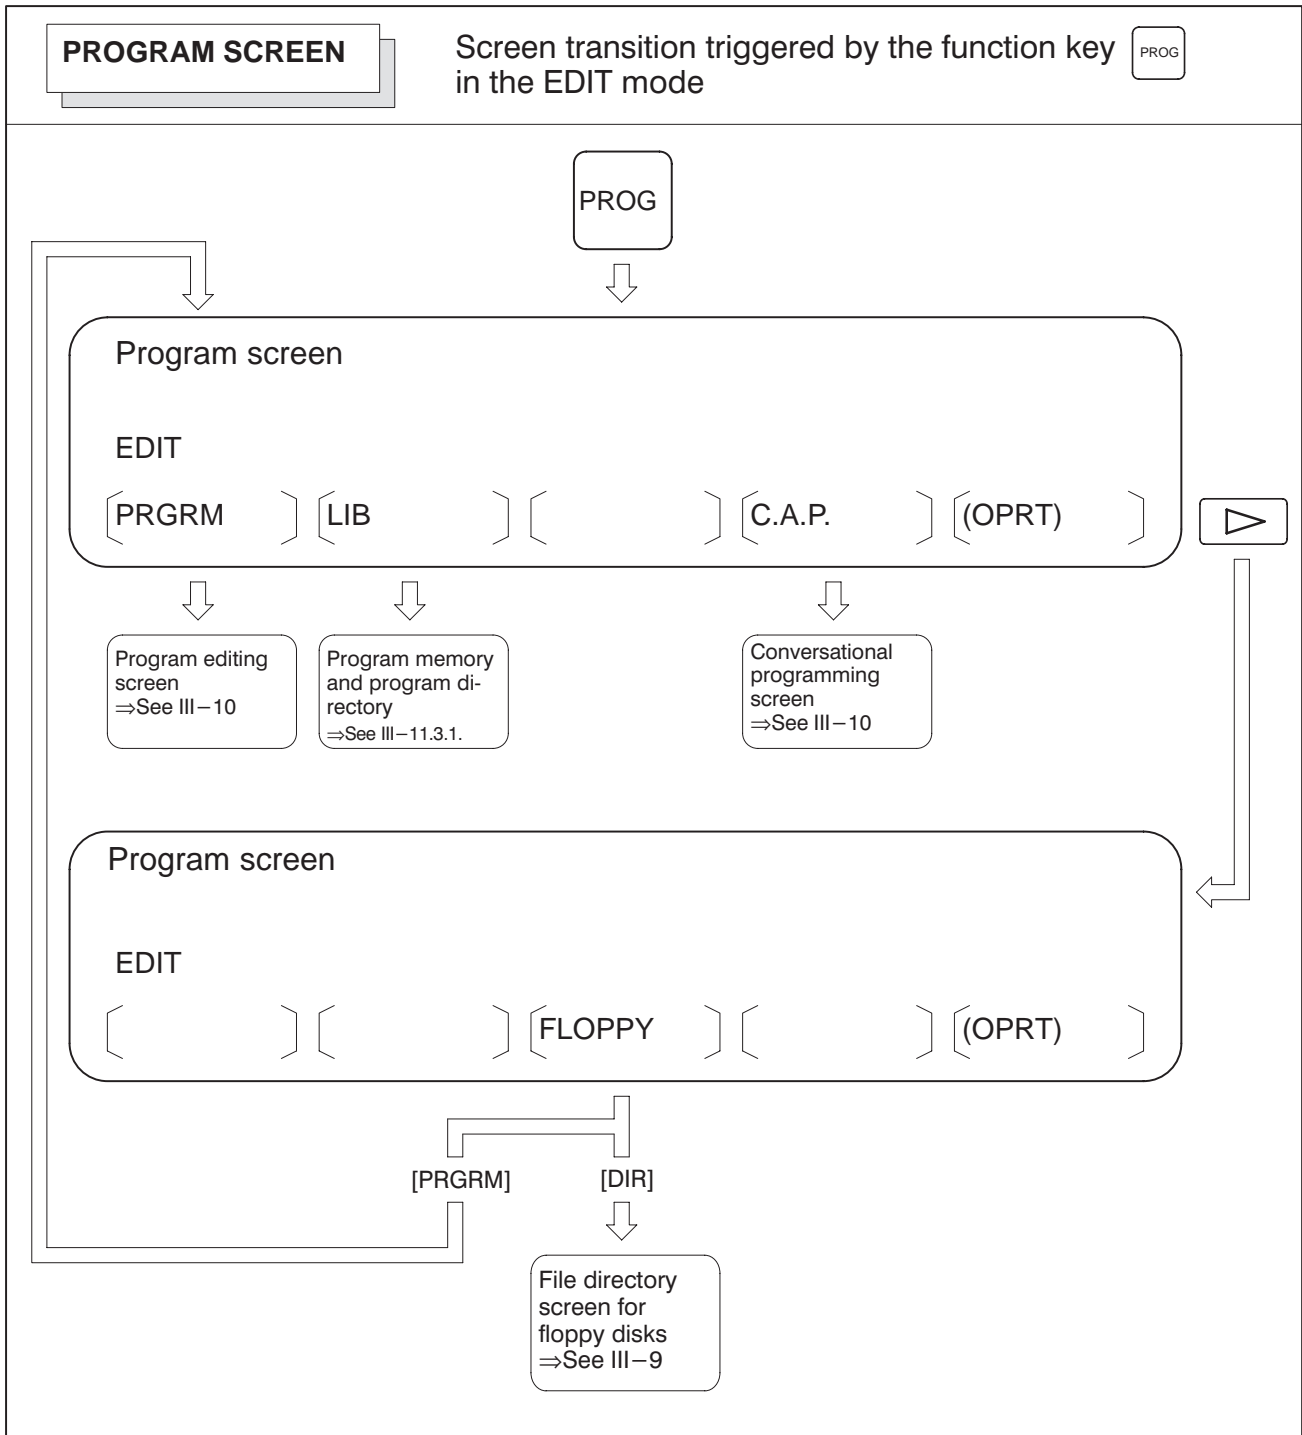 PROGRAM SCREEN
Screen transition triggered by the function key PROG
in the EDIT mode
PROG
Program screen
EDIT
[PRGRM] [LIB] [ ] [C.A.P.] [(OPRT)]
Program editing
screen
⇒See III−10
Program memory
and program di-
rectory
⇒See III−11.3.1.
Conversational
programming
screen
⇒See III−10
Program screen
EDIT
[ ] [ ] [FLOPPY] [ ] [(OPRT)]
[PRGRM] [DIR]
File directory
screen for
floppy disks
⇒See III−9